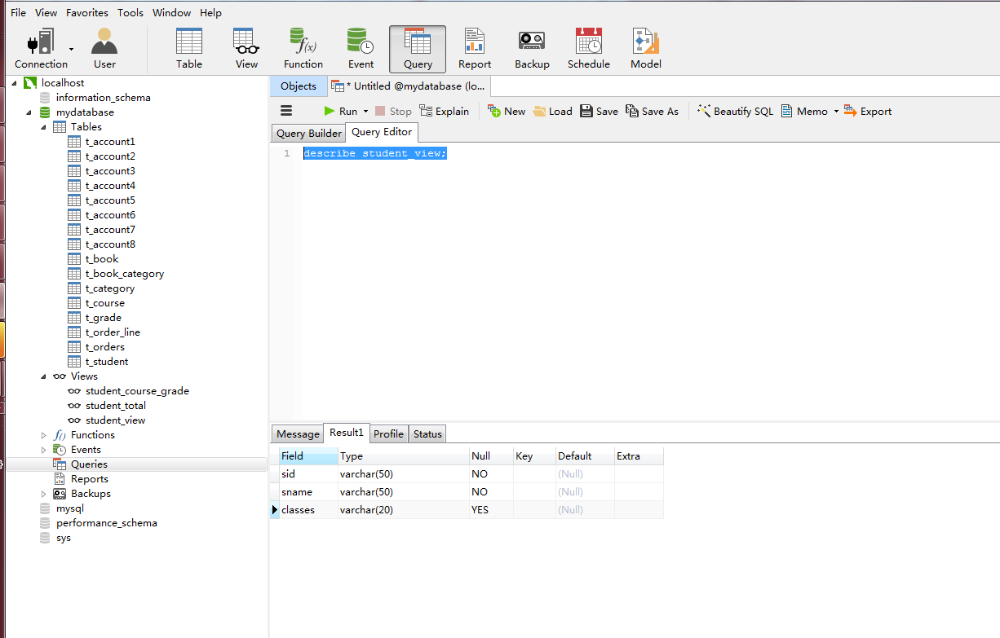 File View Favorites Tools Window Help
Connection User Table View Function Event Query Report Backup Schedule Model
f(x)
localhost
information_schema
mydatabase
Tables
t_account1
t_account2
t_account3
t_account4
t_account5
t_account6
t_account7
t_account8
t_book
t_book_category
t_category
t_course
t_grade
t_order_line
t_orders
t_student
Views
student_course_grade
student_total
student_view
f() Functions
Events
Queries
Reports
Backups
mysql
performance_schema
sys
Objects * Untitled @mydatabase (lo...
Run Stop Explain New Load Save Save As Beautify SQL Memo Export
Query Builder Query Editor
1 describe student_view;
Message Result1 Profile Status
Field Type Null Key Default Extra
sid varchar(50) NO (Null)
sname varchar(50) NO (Null)
classes varchar(20) YES (Null)